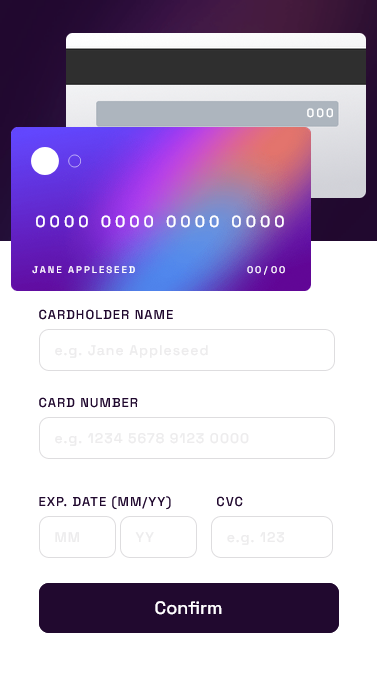 000
0000 0000 0000 0000
JANE APPLESEED 00/00
CARDHOLDER NAME
e.g. Jane Appleseed
CARD NUMBER
e.g. 1234 5678 9123 0000
EXP. DATE (MM/YY) CVC
MM YY e.g. 123
Confirm